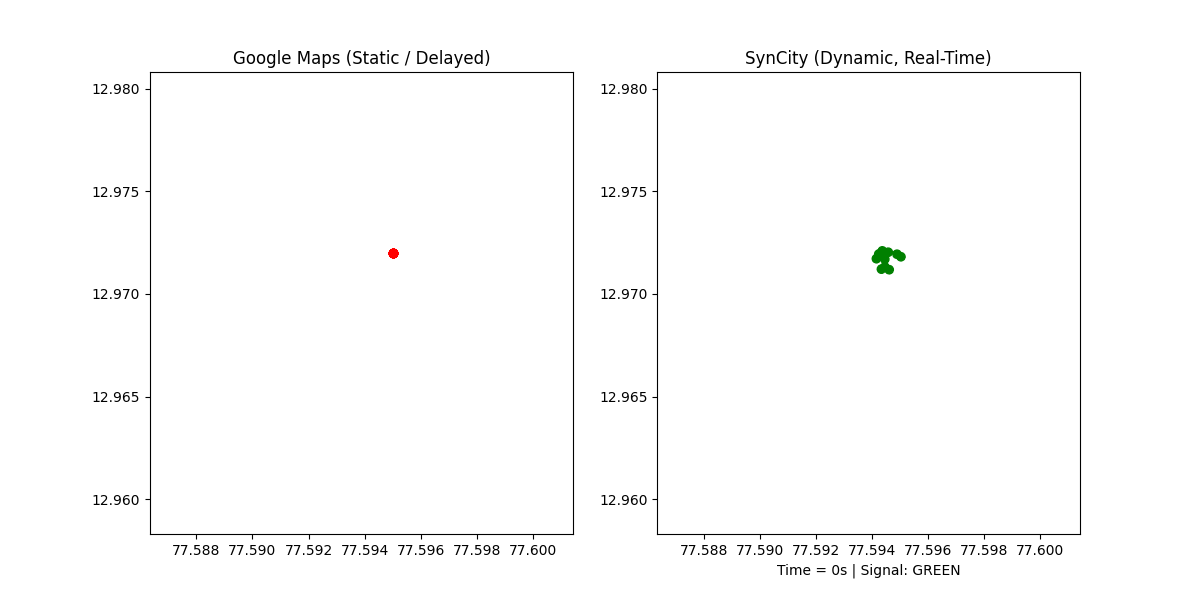 Google Maps (Static / Delayed)
12.980
12.975
12.970
12.965
12.960
77.588 77.590 77.592 77.594 77.596 77.598 77.600
SynCity (Dynamic, Real-Time)
12.980
12.975
12.970
12.965
12.960
77.588 77.590 77.592 77.594 77.596 77.598 77.600
Time = 0s | Signal: GREEN